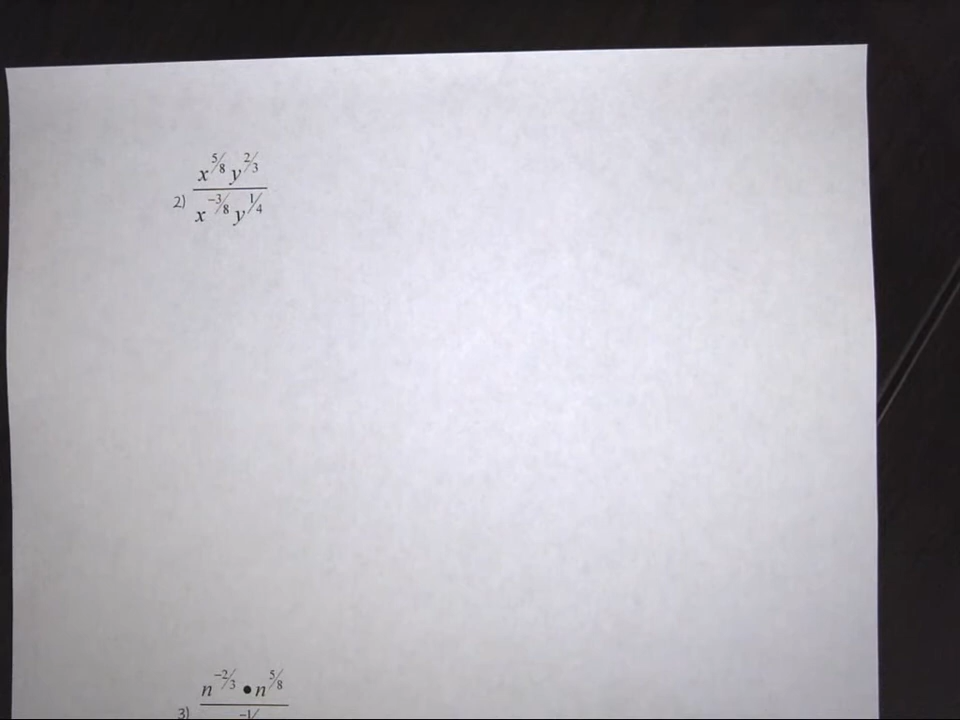 2) x^(5/8) y^(2/3) / x^(-3/8) y^(1/4)
3) n^(-2/3) • n^(5/8)